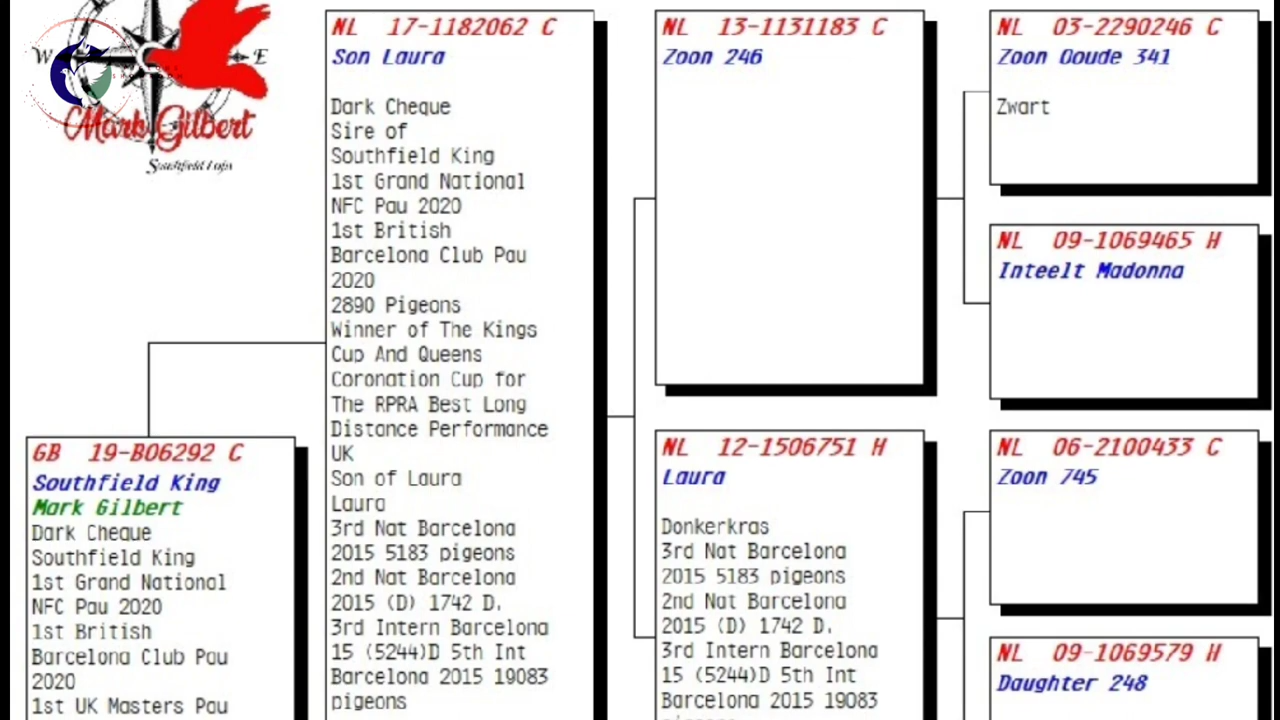 W
E
Mark Gilbert
Southfield Lofts
GB 19-B06292 C
Southfield King
Mark Gilbert
Dark Cheque
Southfield King
1st Grand National
NFC Pau 2020
1st British
Barcelona Club Pau
2020
1st UK Masters Pau
NL 17-1182062 C
Son Laura
Dark Cheque
Sire of
Southfield King
1st Grand National
NFC Pau 2020
1st British
Barcelona Club Pau
2020
2890 Pigeons
Winner of The Kings
Cup And Queens
Coronation Cup for
The RPRA Best Long
Distance Performance
UK
Son of Laura
Laura
3rd Nat Barcelona
2015 5183 pigeons
2nd Nat Barcelona
2015 (D) 1742 D.
3rd Intern Barcelona
15 (5244)D 5th Int
Barcelona 2015 19083
pigeons
NL 13-1131183 C
Zoon 246
NL 12-1506751 H
Laura
Donkerkras
3rd Nat Barcelona
2015 5183 pigeons
2nd Nat Barcelona
2015 (D) 1742 D.
3rd Intern Barcelona
15 (5244)D 5th Int
Barcelona 2015 19083
NL 03-2290246 C
Zoon Ooude 341
Zwart
NL 09-1069465 H
Inteelt Madonna
NL 06-2100433 C
Zoon 745
NL 09-1069579 H
Daughter 248